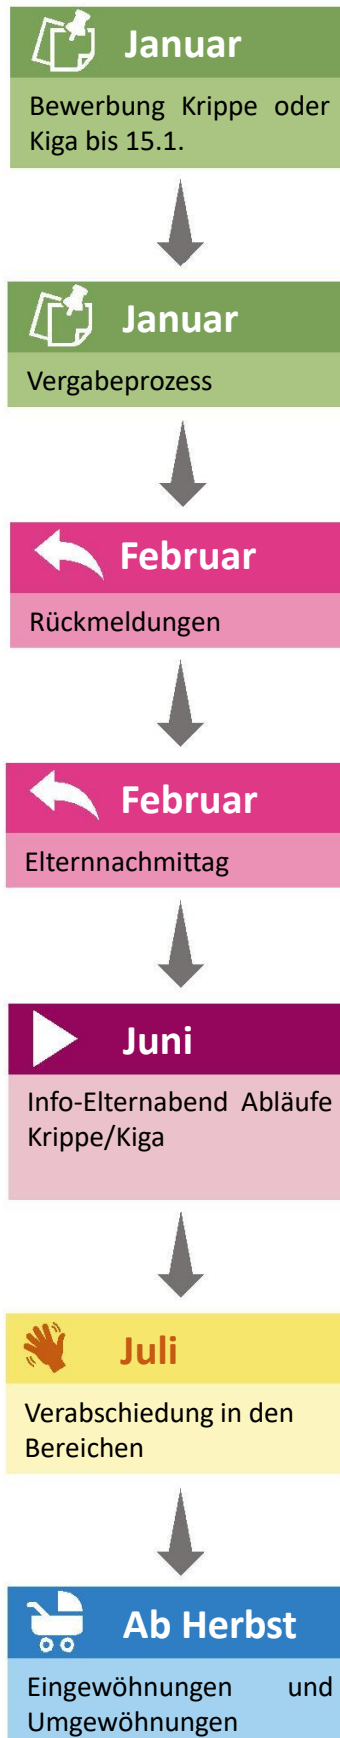 Januar
Bewerbung Krippe oder
Kiga bis 15.1.
Januar
Vergabeprozess
Februar
Rückmeldungen
Februar
Elternnachmittag
Juni
Info-Elternabend Abläufe
Krippe/Kiga
Juli
Verabschiedung in den
Bereichen
Ab Herbst
Eingewöhnungen und
Umgewöhnungen